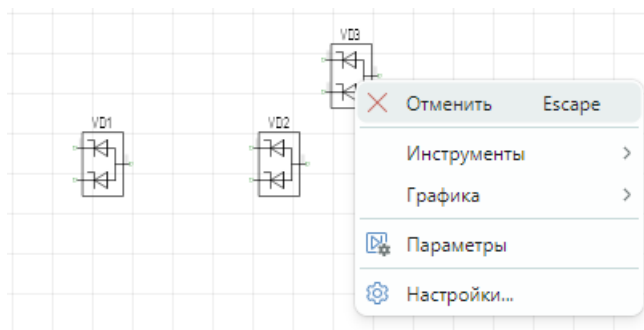 VD3
Отменить Escape
VD1 VD2
Инструменты
Графика
Параметры
Настройки...